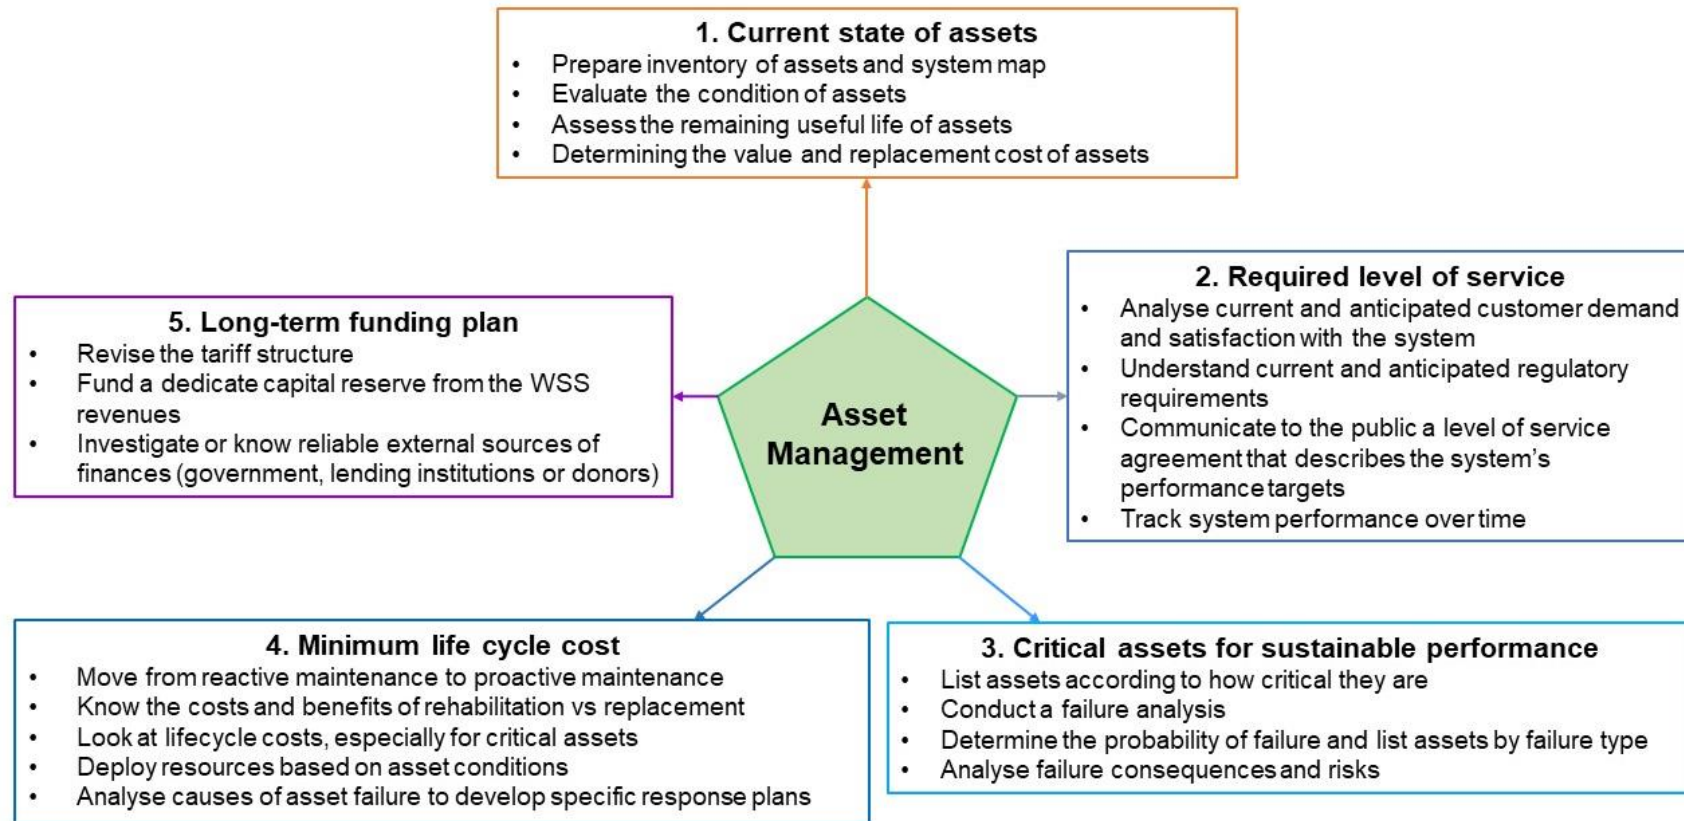 1. Current state of assets
• Prepare inventory of assets and system map
• Evaluate the condition of assets
• Assess the remaining useful life of assets
• Determining the value and replacement cost of assets
2. Required level of service
• Analyse current and anticipated customer demand
and satisfaction with the system
• Understand current and anticipated regulatory
requirements
• Communicate to the public a level of service
agreement that describes the system's
performance targets
• Track system performance over time
3. Critical assets for sustainable performance
• List assets according to how critical they are
• Conduct a failure analysis
• Determine the probability of failure and list assets by failure type
• Analyse failure consequences and risks
4. Minimum life cycle cost
• Move from reactive maintenance to proactive maintenance
• Know the costs and benefits of rehabilitation vs replacement
• Look at lifecycle costs, especially for critical assets
• Deploy resources based on asset conditions
• Analyse causes of asset failure to develop specific response plans
5. Long-term funding plan
• Revise the tariff structure
• Fund a dedicate capital reserve from the WSS
revenues
• Investigate or know reliable external sources of
finances (government, lending institutions or donors)
Asset
Management